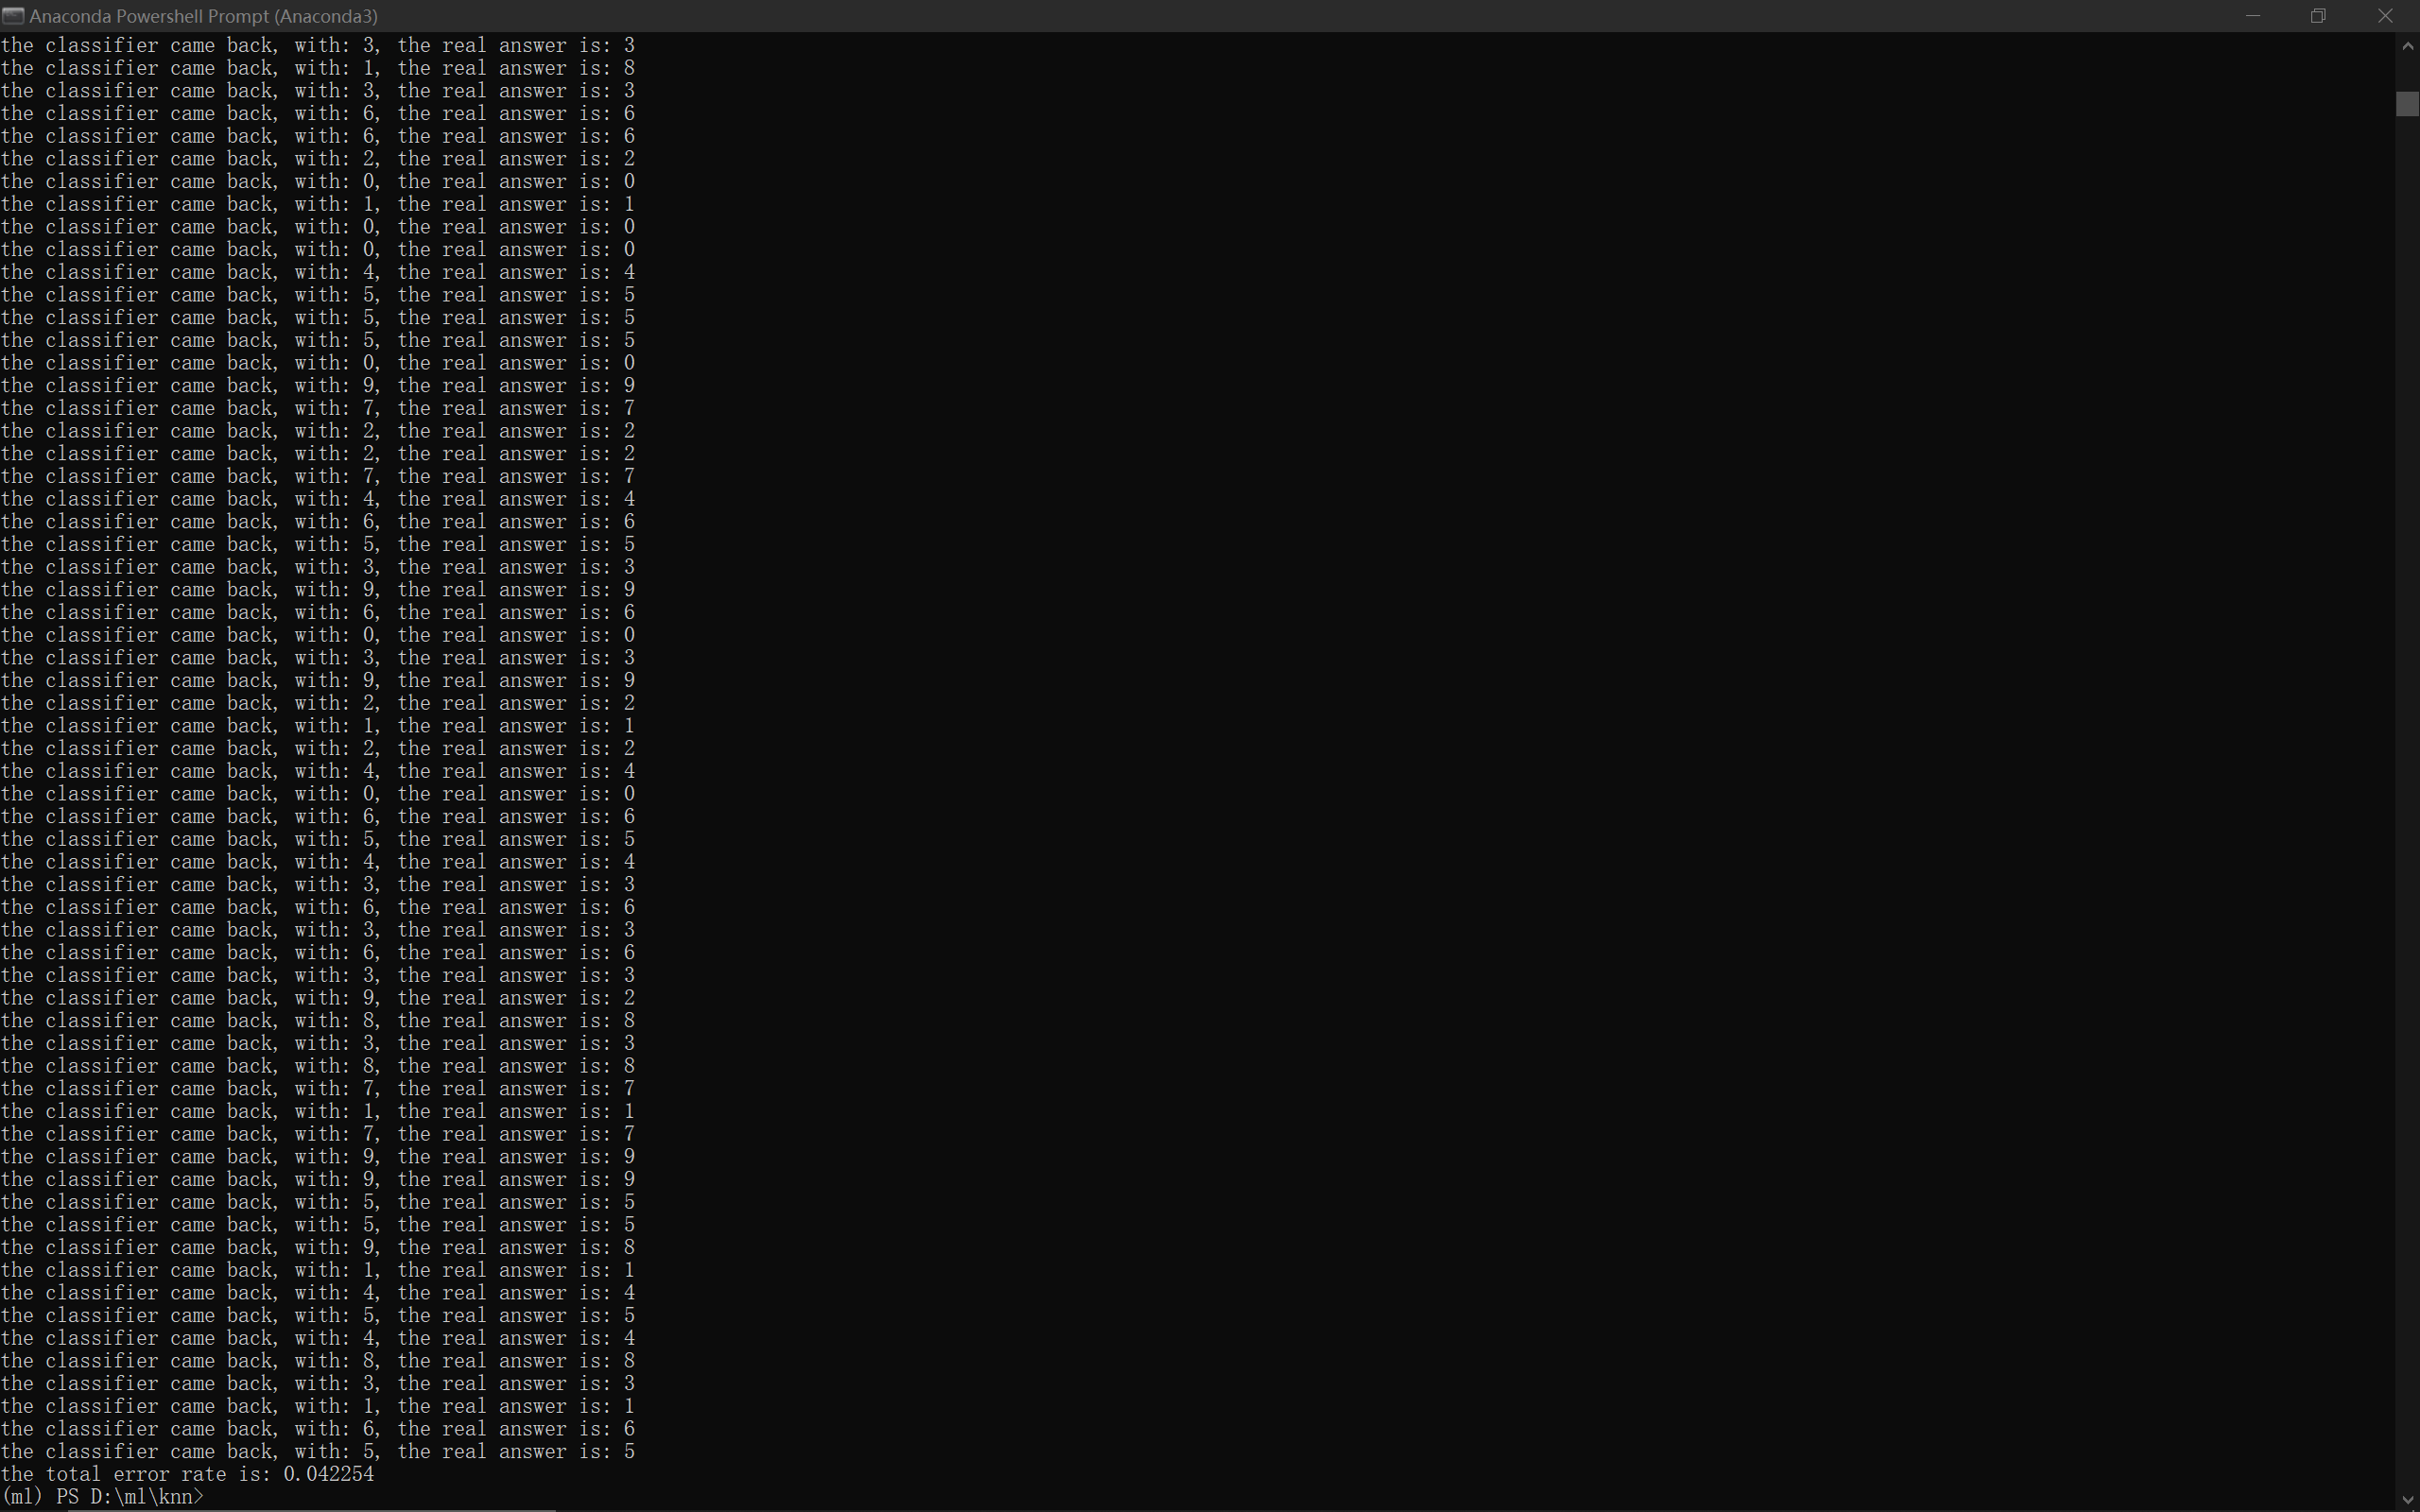 Anaconda Powershell Prompt (Anaconda3)
the classifier came back, with: 3, the real answer is: 3
the classifier came back, with: 1, the real answer is: 8
the classifier came back, with: 3, the real answer is: 3
the classifier came back, with: 6, the real answer is: 6
the classifier came back, with: 6, the real answer is: 6
the classifier came back, with: 2, the real answer is: 2
the classifier came back, with: 0, the real answer is: 0
the classifier came back, with: 1, the real answer is: 1
the classifier came back, with: 0, the real answer is: 0
the classifier came back, with: 0, the real answer is: 0
the classifier came back, with: 4, the real answer is: 4
the classifier came back, with: 5, the real answer is: 5
the classifier came back, with: 5, the real answer is: 5
the classifier came back, with: 5, the real answer is: 5
the classifier came back, with: 0, the real answer is: 0
the classifier came back, with: 9, the real answer is: 9
the classifier came back, with: 7, the real answer is: 7
the classifier came back, with: 2, the real answer is: 2
the classifier came back, with: 2, the real answer is: 2
the classifier came back, with: 7, the real answer is: 7
the classifier came back, with: 4, the real answer is: 4
the classifier came back, with: 6, the real answer is: 6
the classifier came back, with: 5, the real answer is: 5
the classifier came back, with: 3, the real answer is: 3
the classifier came back, with: 9, the real answer is: 9
the classifier came back, with: 6, the real answer is: 6
the classifier came back, with: 0, the real answer is: 0
the classifier came back, with: 3, the real answer is: 3
the classifier came back, with: 9, the real answer is: 9
the classifier came back, with: 2, the real answer is: 2
the classifier came back, with: 1, the real answer is: 1
the classifier came back, with: 2, the real answer is: 2
the classifier came back, with: 4, the real answer is: 4
the classifier came back, with: 0, the real answer is: 0
the classifier came back, with: 6, the real answer is: 6
the classifier came back, with: 5, the real answer is: 5
the classifier came back, with: 4, the real answer is: 4
the classifier came back, with: 3, the real answer is: 3
the classifier came back, with: 6, the real answer is: 6
the classifier came back, with: 3, the real answer is: 3
the classifier came back, with: 6, the real answer is: 6
the classifier came back, with: 3, the real answer is: 3
the classifier came back, with: 9, the real answer is: 2
the classifier came back, with: 8, the real answer is: 8
the classifier came back, with: 3, the real answer is: 3
the classifier came back, with: 8, the real answer is: 8
the classifier came back, with: 7, the real answer is: 7
the classifier came back, with: 1, the real answer is: 1
the classifier came back, with: 7, the real answer is: 7
the classifier came back, with: 9, the real answer is: 9
the classifier came back, with: 9, the real answer is: 9
the classifier came back, with: 5, the real answer is: 5
the classifier came back, with: 5, the real answer is: 5
the classifier came back, with: 9, the real answer is: 8
the classifier came back, with: 1, the real answer is: 1
the classifier came back, with: 4, the real answer is: 4
the classifier came back, with: 5, the real answer is: 5
the classifier came back, with: 4, the real answer is: 4
the classifier came back, with: 8, the real answer is: 8
the classifier came back, with: 3, the real answer is: 3
the classifier came back, with: 1, the real answer is: 1
the classifier came back, with: 6, the real answer is: 6
the classifier came back, with: 5, the real answer is: 5
the total error rate is: 0.042254
(ml) PS D:\ml\knn>